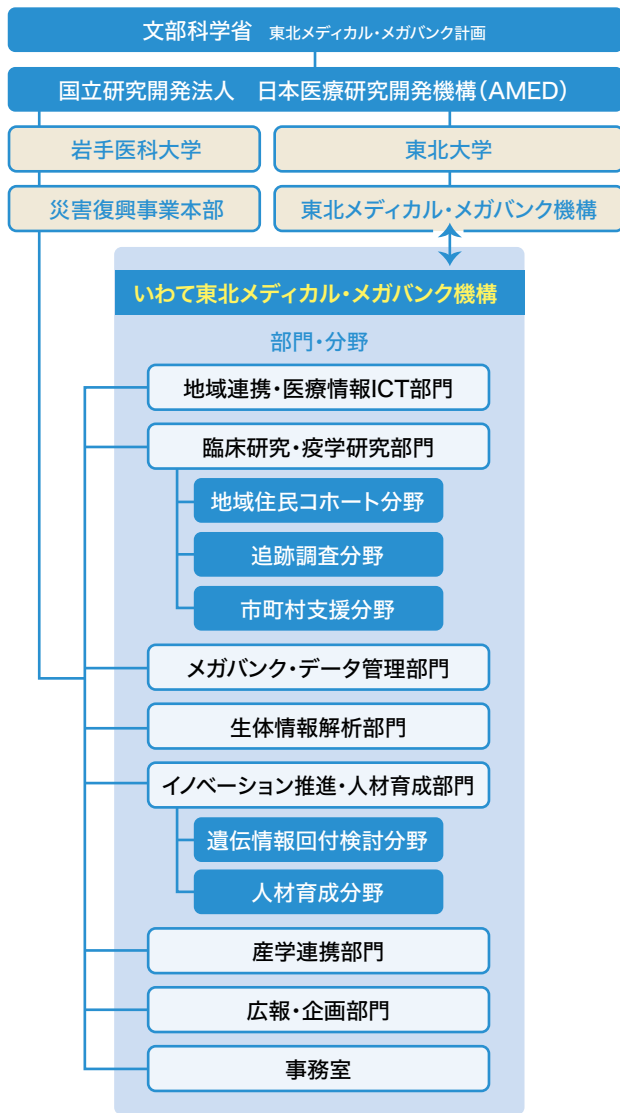 文部科学省 東北メディカル・メガバンク計画
国立研究開発法人 日本医療研究開発機構（AMED）
岩手医科大学
東北大学
災害復興事業本部
東北メディカル・メガバンク機構
いわて東北メディカル・メガバンク機構
部門・分野
地域連携・医療情報ICT部門
臨床研究・疫学研究部門
地域住民コホート分野
追跡調査分野
市町村支援分野
メガバンク・データ管理部門
生体情報解析部門
イノベーション推進・人材育成部門
遺伝情報回付検討分野
人材育成分野
産学連携部門
広報・企画部門
事務室